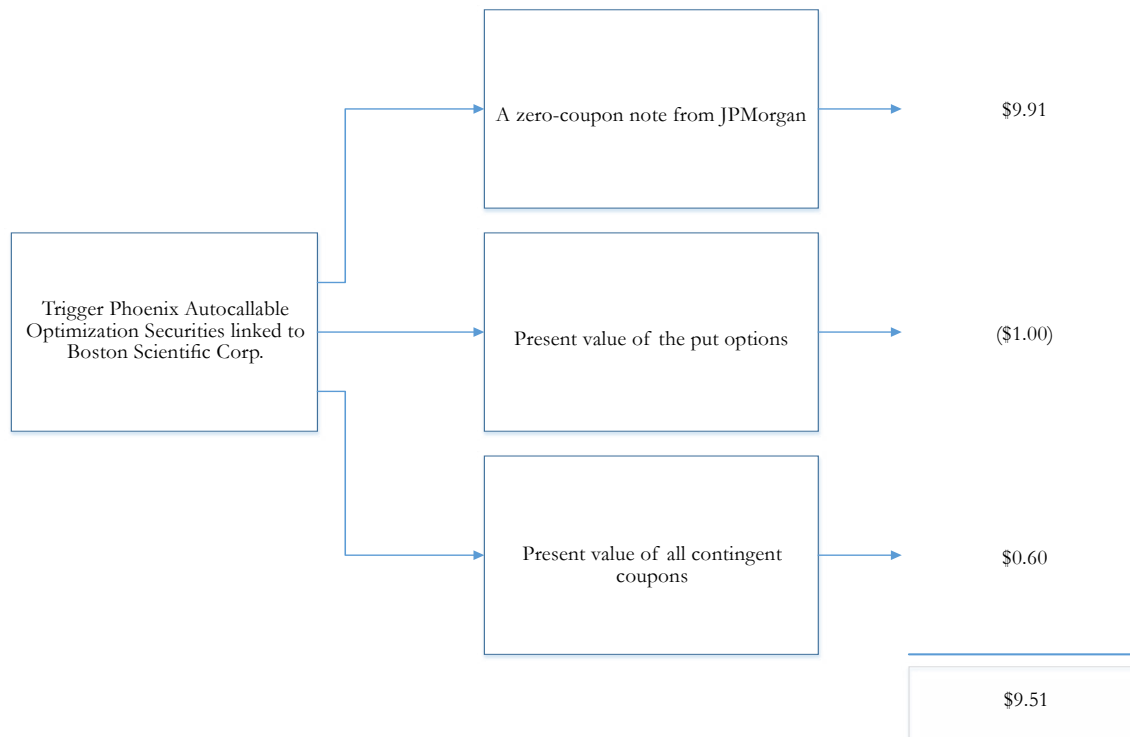 A zero-coupon note from JPMorgan
$9.91
Trigger Phoenix Autocallable
Optimization Securities linked to
Boston Scientific Corp.
Present value of the put options
($1.00)
Present value of all contingent
coupons
$0.60
$9.51